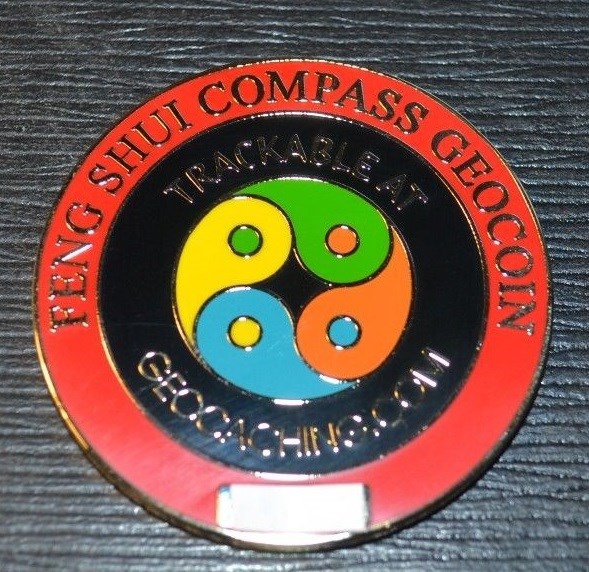 FENG SHUI COMPASS GEOCOIN
TRACKABLE AT
GEOCACHING.COM